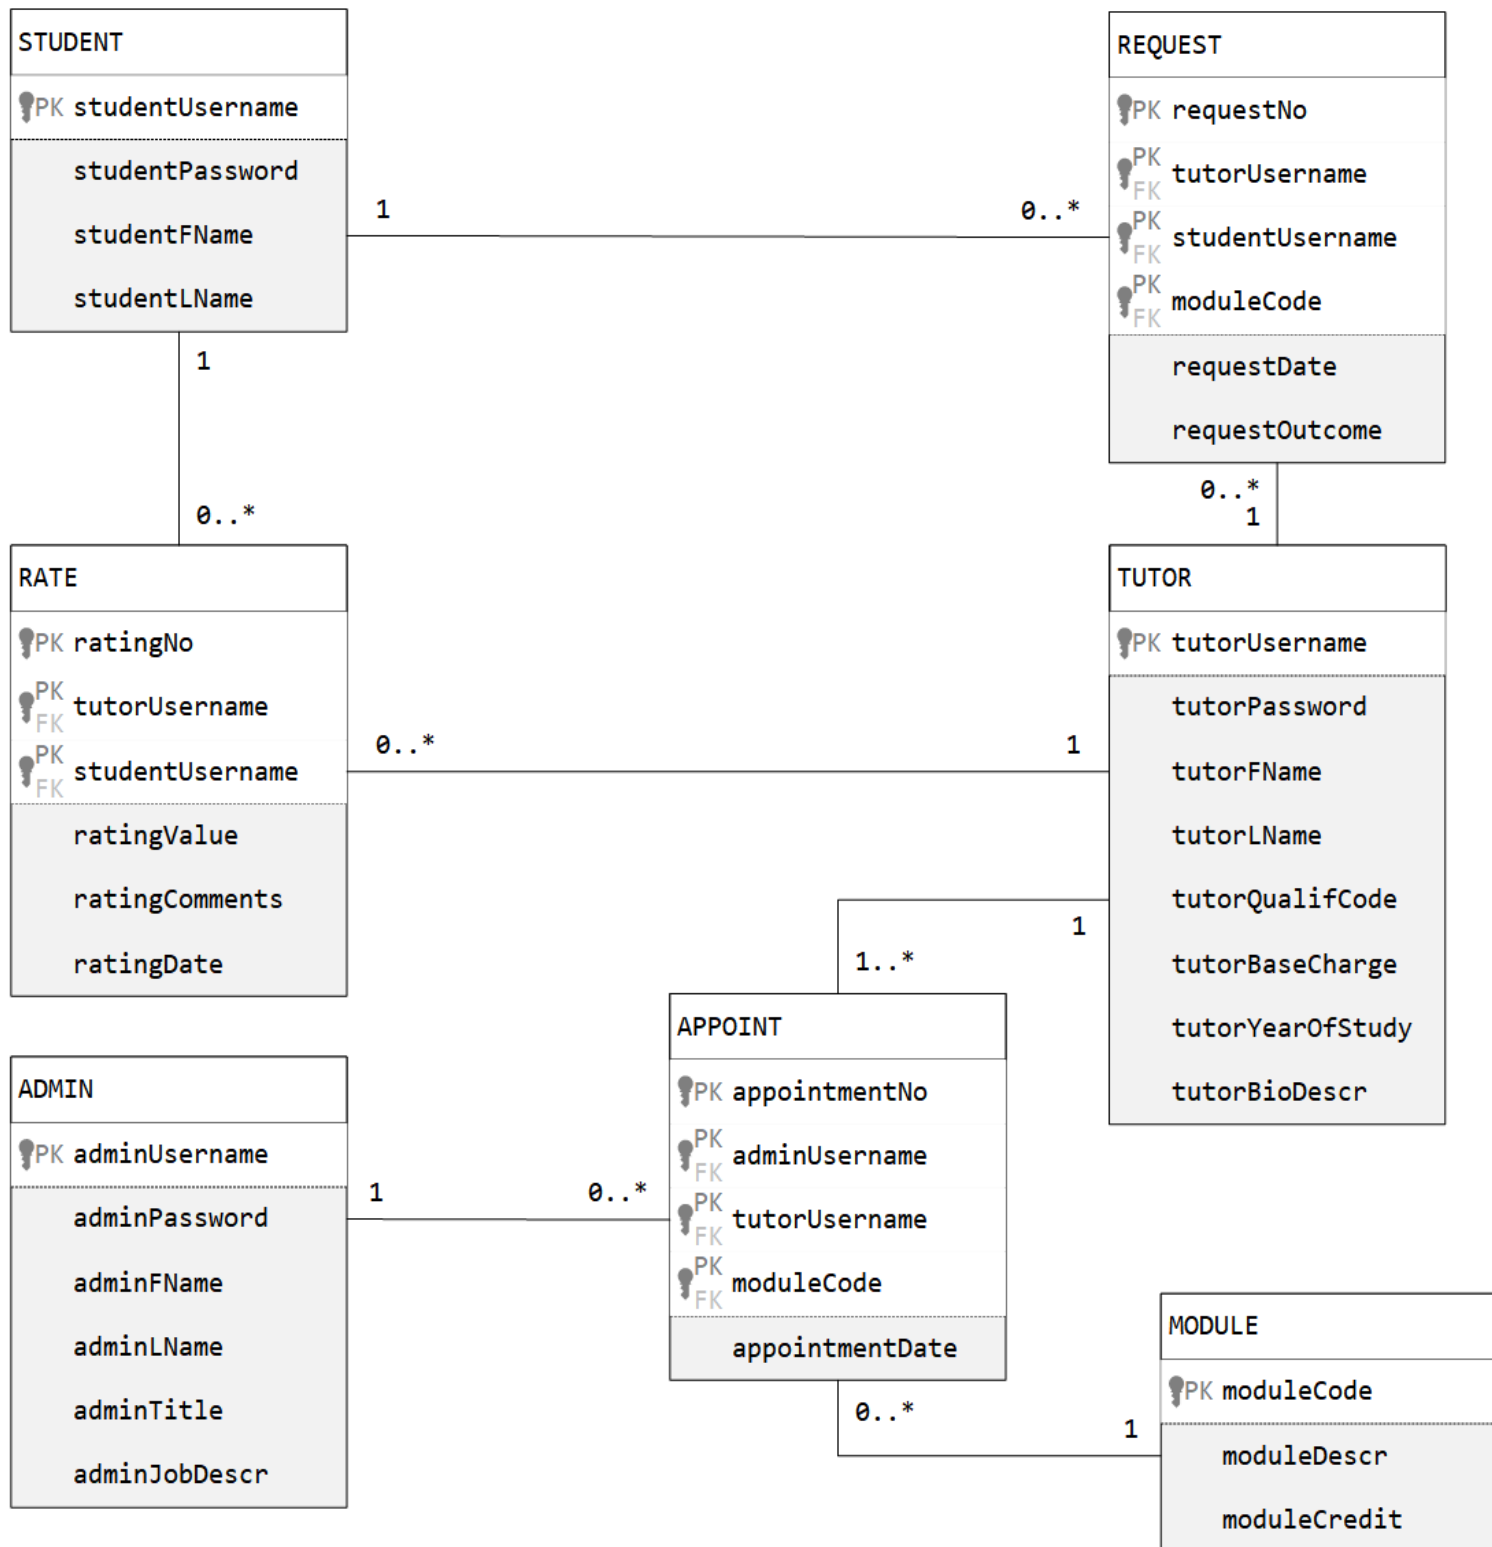 STUDENT
PK studentUsername
studentPassword
studentFName
studentLName
1
0..*
REQUEST
PK requestNo
PK
FK tutorUsername
PK
FK studentUsername
PK
FK moduleCode
requestDate
requestOutcome
1
0..*
0..*
1
RATE
PK ratingNo
PK
FK tutorUsername
PK
FK studentUsername
ratingValue
ratingComments
ratingDate
0..*
1
TUTOR
PK tutorUsername
tutorPassword
tutorFName
tutorLName
tutorQualifCode
tutorBaseCharge
tutorYearOfStudy
tutorBioDescr
1
1..*
APPOINT
PK appointmentNo
PK
FK adminUsername
PK
FK tutorUsername
PK
FK moduleCode
appointmentDate
ADMIN
PK adminUsername
adminPassword
adminFName
adminLName
adminTitle
adminJobDescr
1
0..*
0..*
1
MODULE
PK moduleCode
moduleDescr
moduleCredit